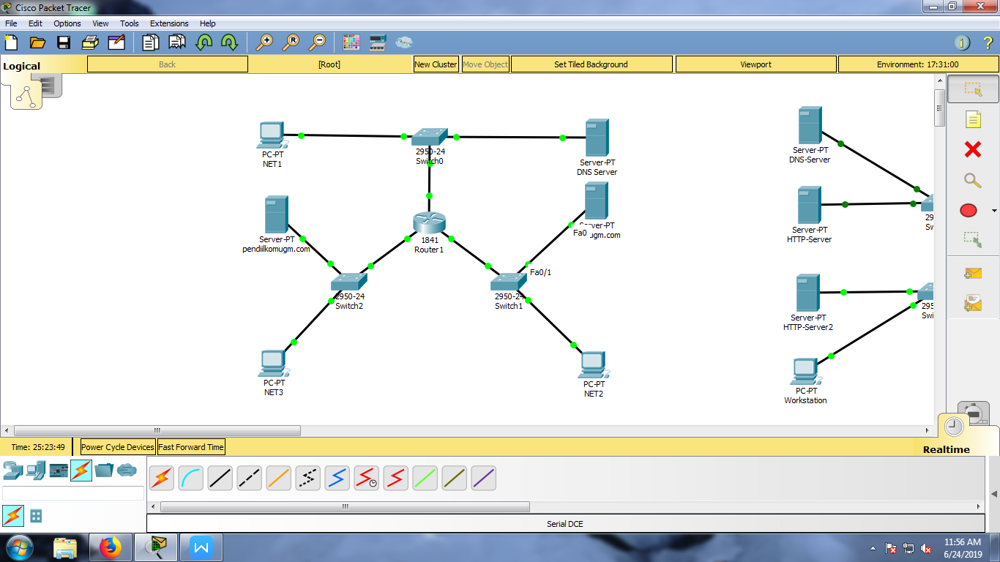 Cisco Packet Tracer
File Edit Options View Tools Extensions Help
Logical
Back
[Root]
New Cluster
Move Object
Set Tiled Background
Viewport
Environment: 17:31:00
PC-PT
NET1
2950-24
Switch0
Server-PT
DNS Server
Server-PT
DNS-Server
Server-PT
pendiilkomugm.com
1841
Router1
Fa0
ugm.com
Server-PT
HTTP-Server
29
Sw
Fa0/1
2950-24
Switch2
2950-24
Switch1
Server-PT
HTTP-Server2
295
Swi
PC-PT
NET3
PC-PT
NET2
PC-PT
Workstation
Time: 25:23:49
Power Cycle Devices
Fast Forward Time
Realtime
Serial DCE
11:56 AM
6/24/2019